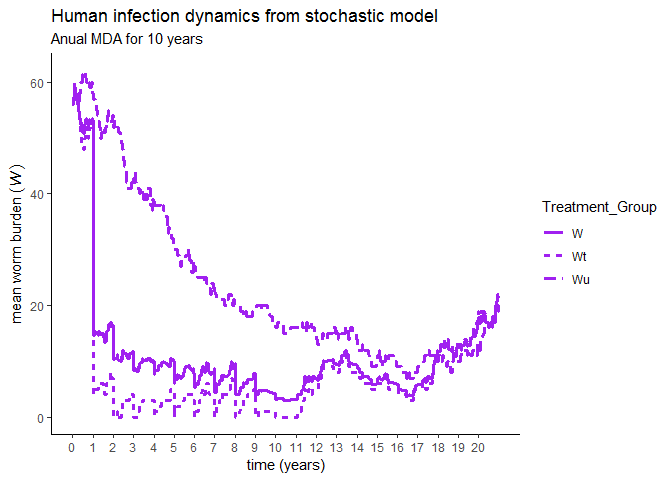 Human infection dynamics from stochastic model
Anual MDA for 10 years
60
40
20
0
mean worm burden (W)
0 1 2 3 4 5 6 7 8 9 10 11 12 13 14 15 16 17 18 19 20
time (years)
Treatment_Group
W
Wt
Wu